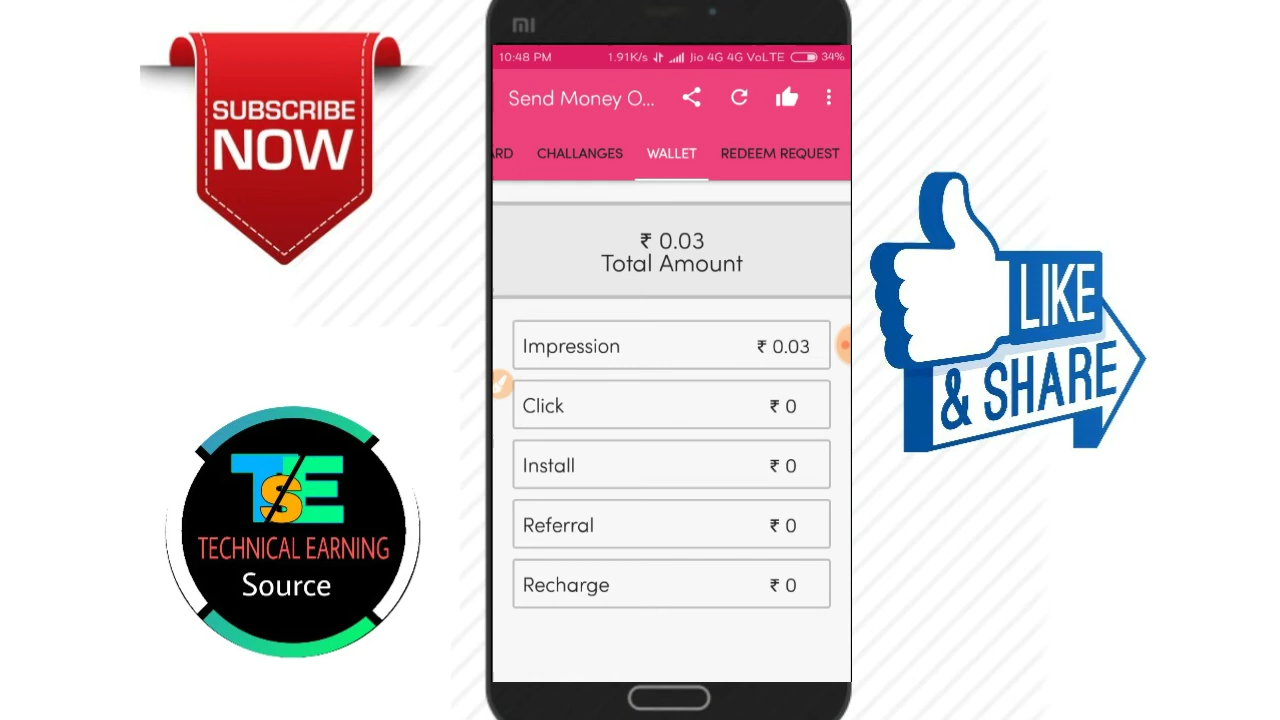 SUBSCRIBE
NOW
TSE
TECHNICAL EARNING
Source
mi
10:48 PM 1.91K/s Jio 4G 4G VoLTE 34%
Send Money O...
ARD CHALLANGES WALLET REDEEM REQUEST
₹ 0.03
Total Amount
Impression ₹ 0.03
Click ₹ 0
Install ₹ 0
Referral ₹ 0
Recharge ₹ 0
LIKE
& SHARE